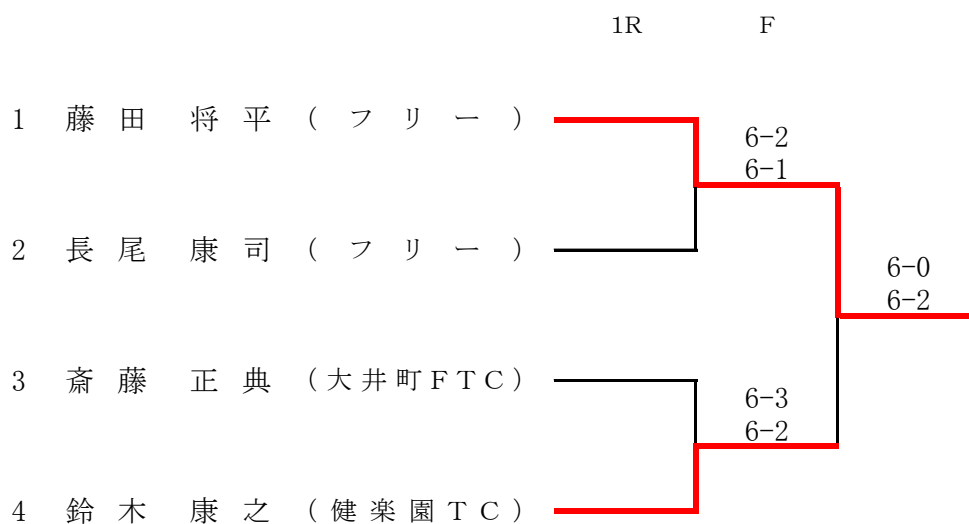 1R F
1 藤田 将平 (フリー)
6-2
6-1
2 長尾 康司 (フリー)
6-0
6-2
3 斎藤 正典 (大井町FTC)
6-3
6-2
4 鈴木 康之 (健楽園TC)